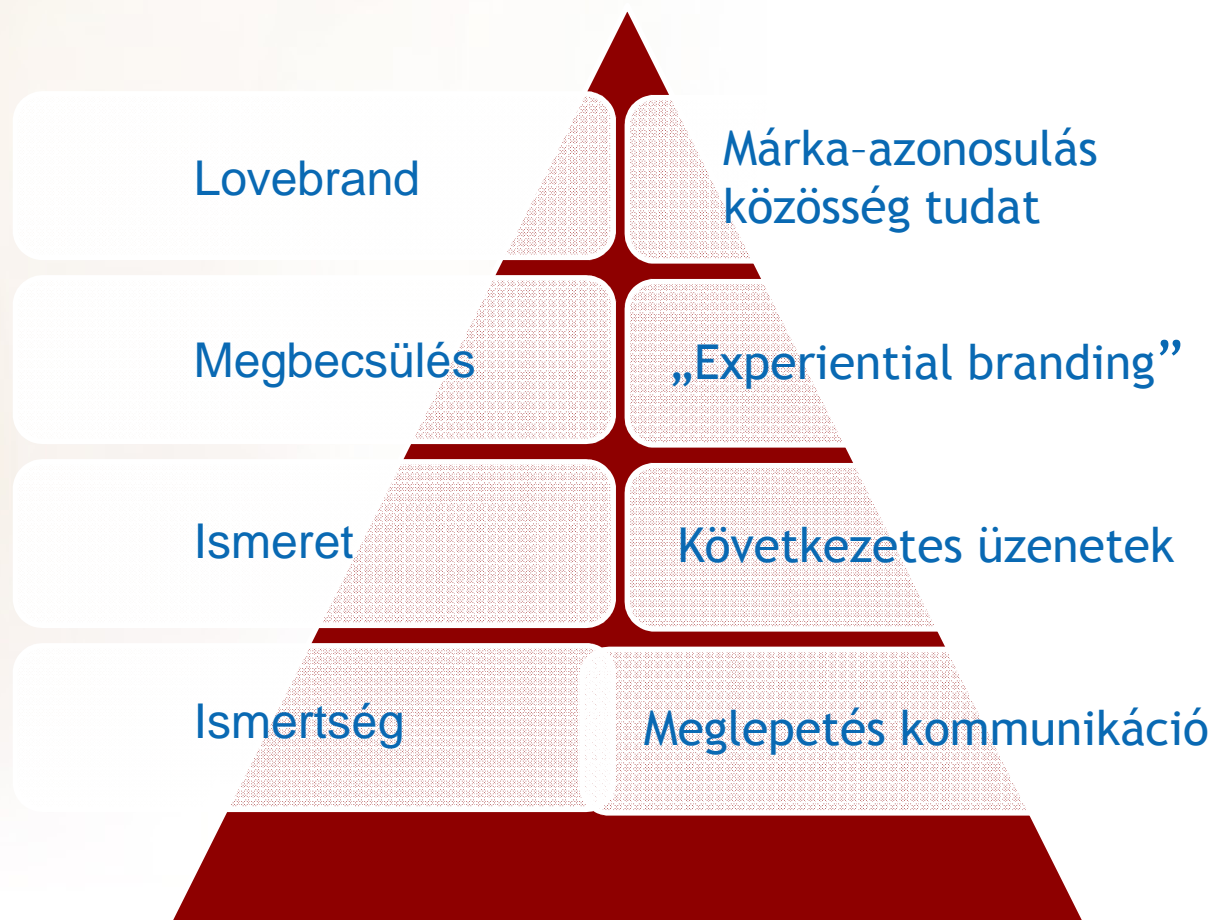 Lovebrand
Márka–azonosulás
közösség tudat
Megbecsülés
„Experiential branding”
Ismeret
Következetes üzenetek
Ismertség
Meglepetés kommunikáció